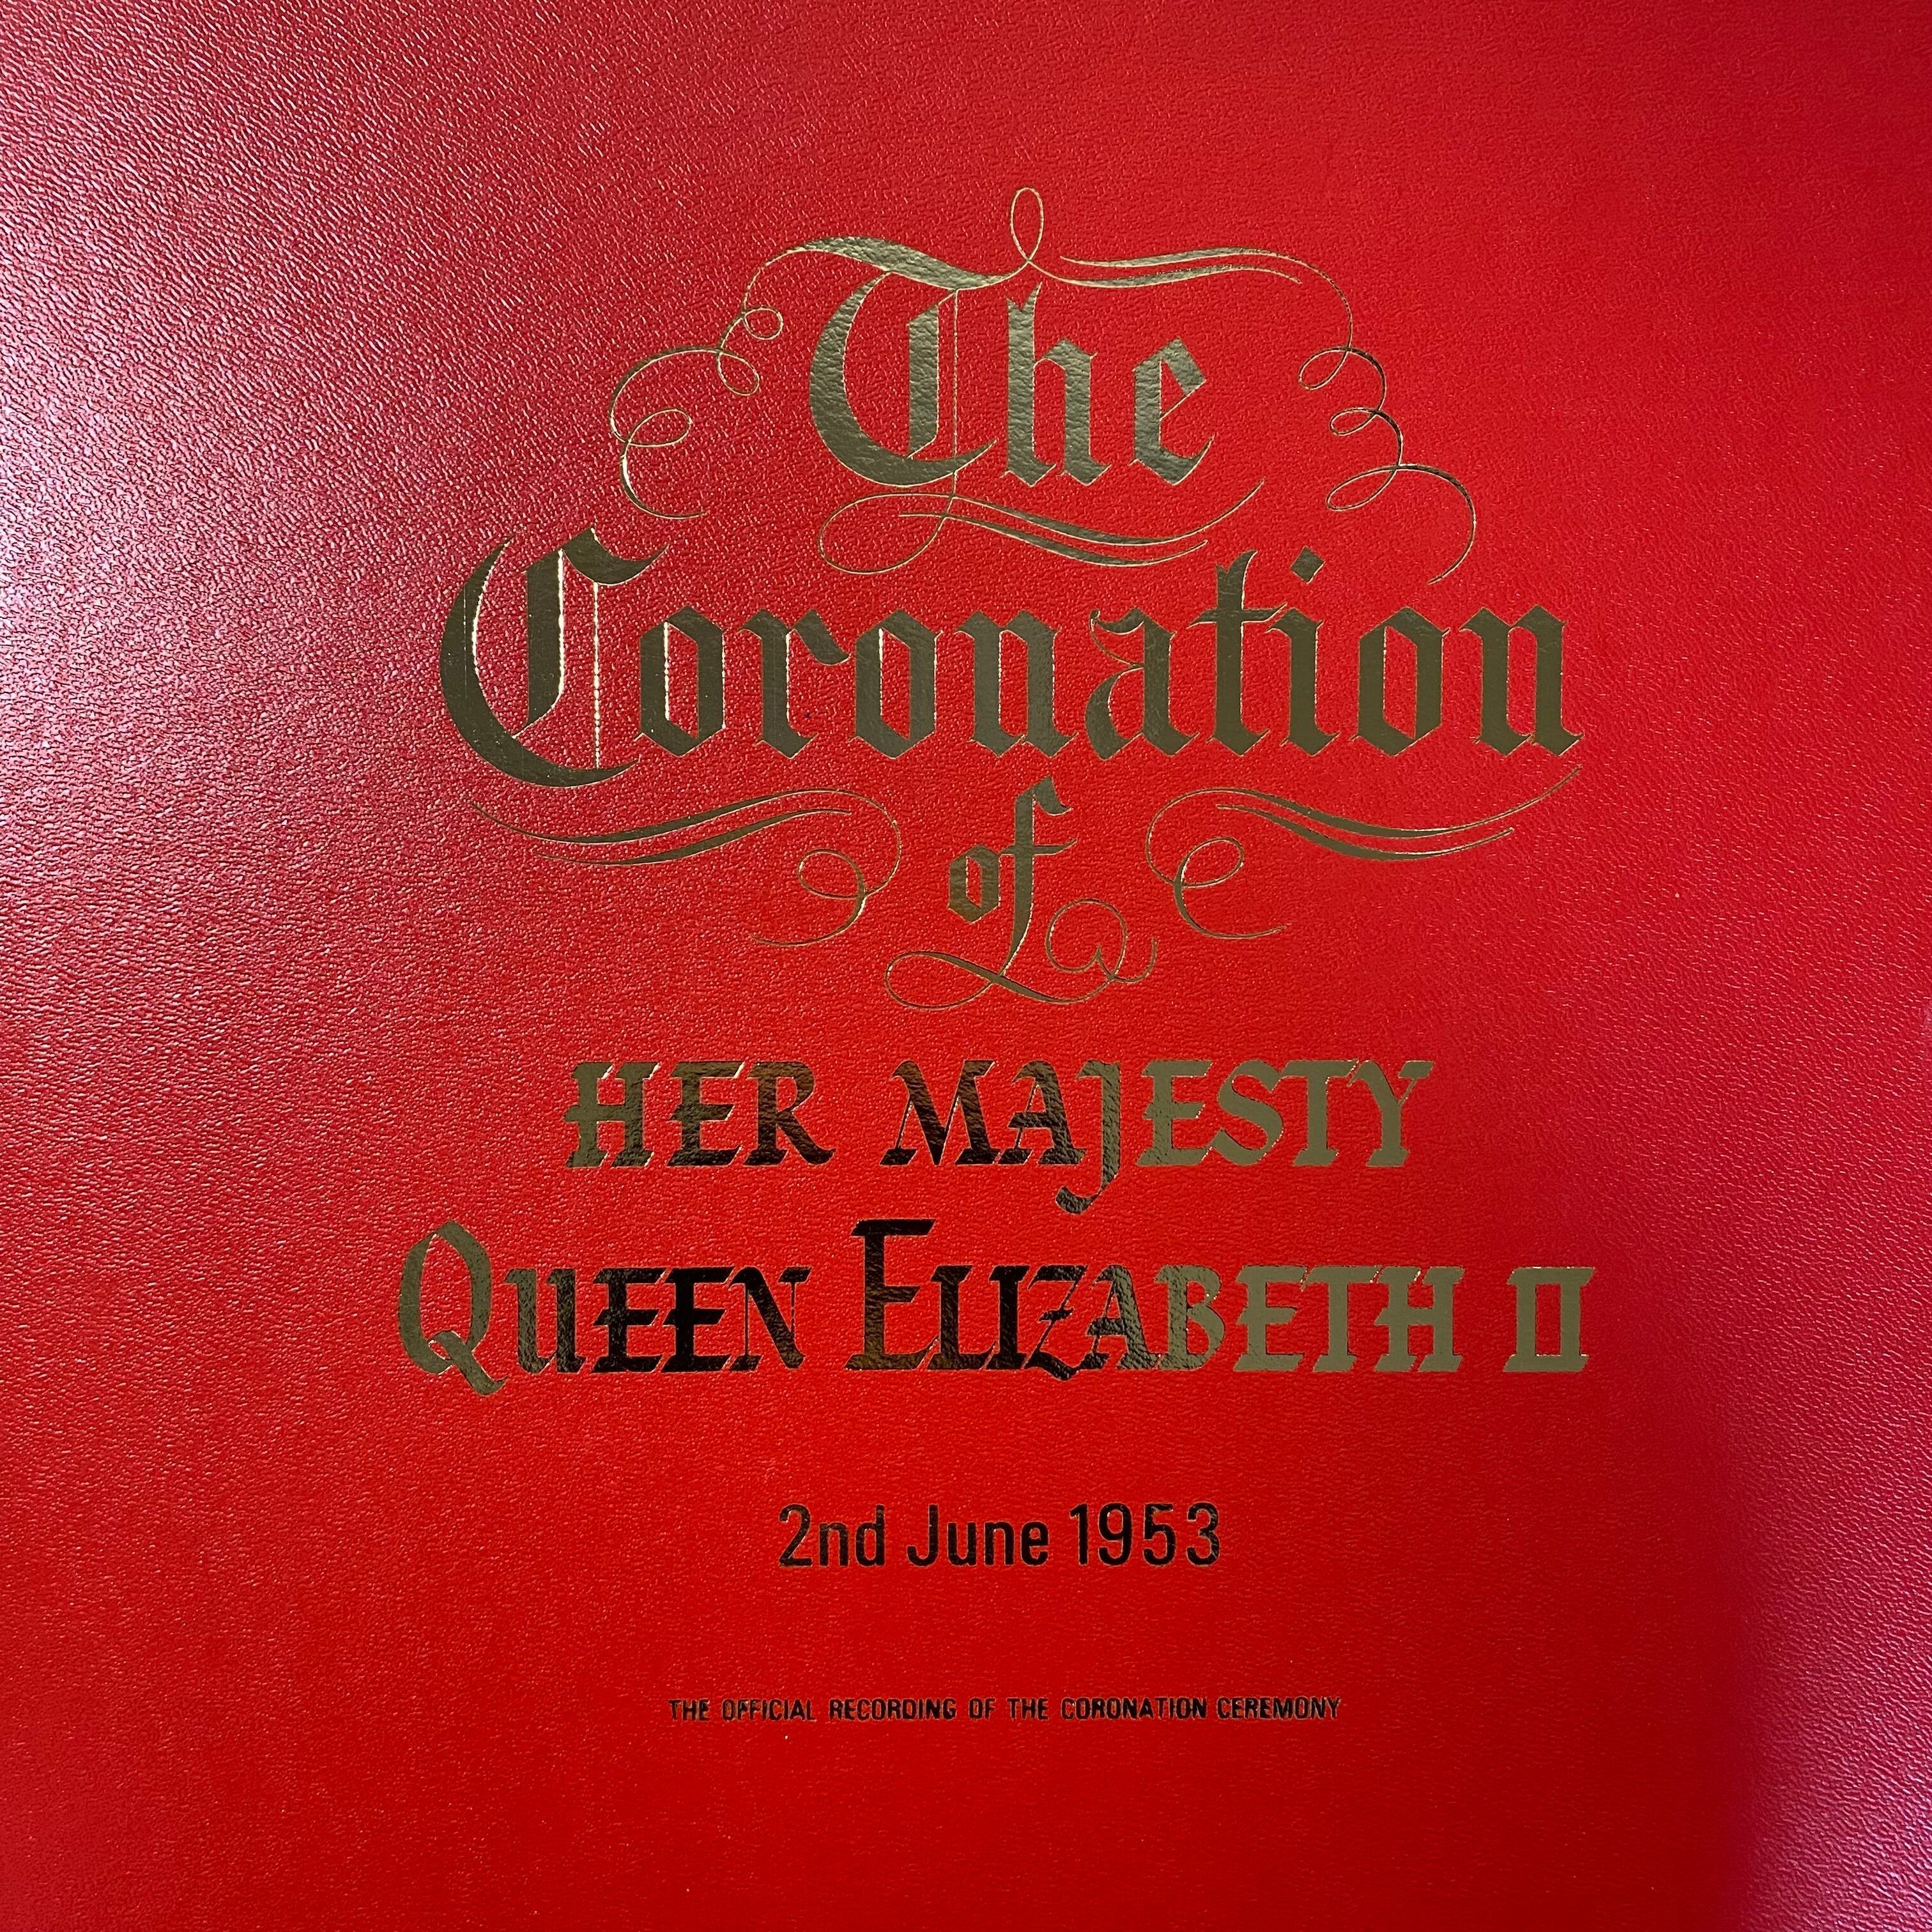 The
Coronation
of
HER MAJESTY
QUEEN ELIZABETH II
2nd June 1953
THE OFFICIAL RECORDING OF THE CORONATION CEREMONY